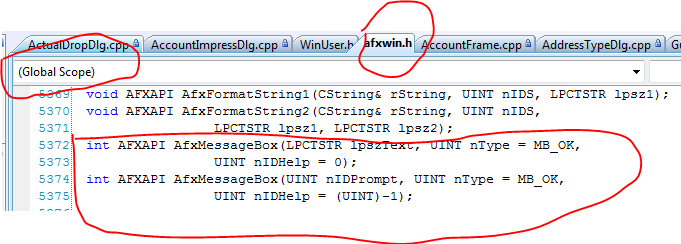 ActualDropDlg.cpp AccountImpressDlg.cpp WinUser.h afxwin.h AccountFrame.cpp AddressTypeDlg.cpp
(Global Scope)
5369 void AFXAPI AfxFormatString1(CString& rString, UINT nIDS, LPCTSTR lpsz1);
5370 void AFXAPI AfxFormatString2(CString& rString, UINT nIDS,
5371 LPCTSTR lpsz1, LPCTSTR lpsz2);
5372 int AFXAPI AfxMessageBox(LPCTSTR lpszText, UINT nType = MB_OK,
5373 UINT nIDHelp = 0);
5374 int AFXAPI AfxMessageBox(UINT nIDPrompt, UINT nType = MB_OK,
5375 UINT nIDHelp = (UINT)-1);